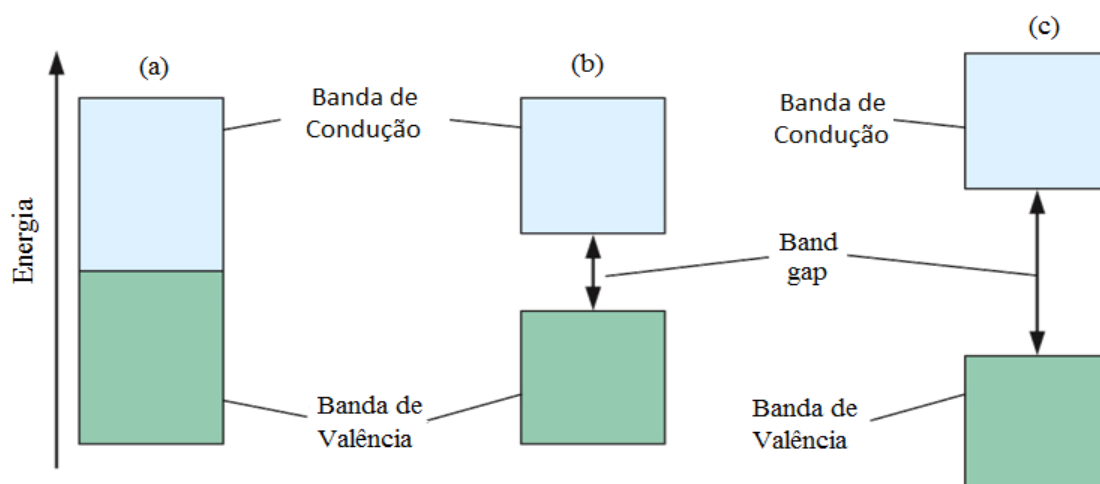 (a)
(b)
(c)
Energia
Banda de
Condução
Banda de
Condução
Band
gap
Banda de
Valência
Banda de
Valência